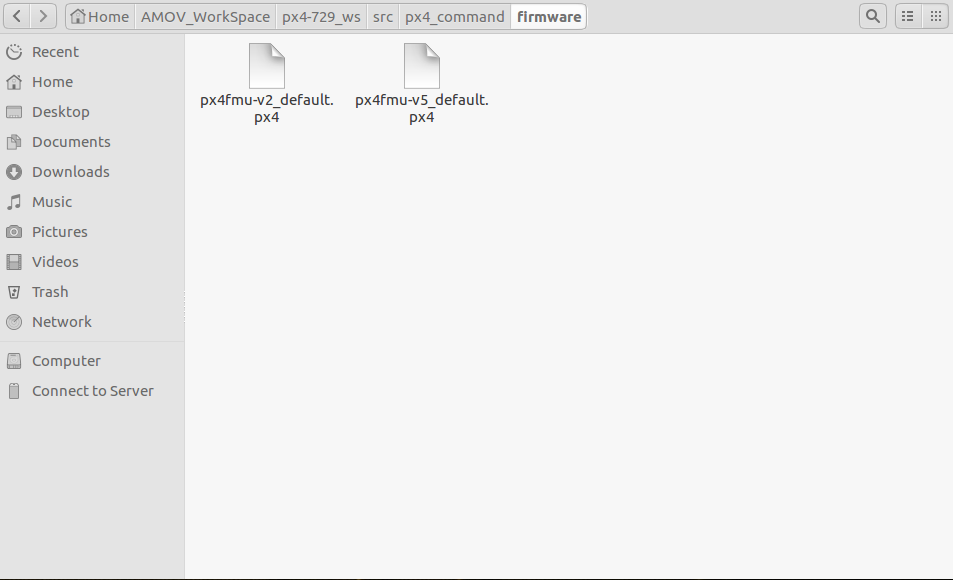 Home AMOV_WorkSpace px4-729_ws src px4_command firmware
Recent
Home
Desktop
Documents
Downloads
Music
Pictures
Videos
Trash
Network
Computer
Connect to Server
px4fmu-v2_default.
px4
px4fmu-v5_default.
px4